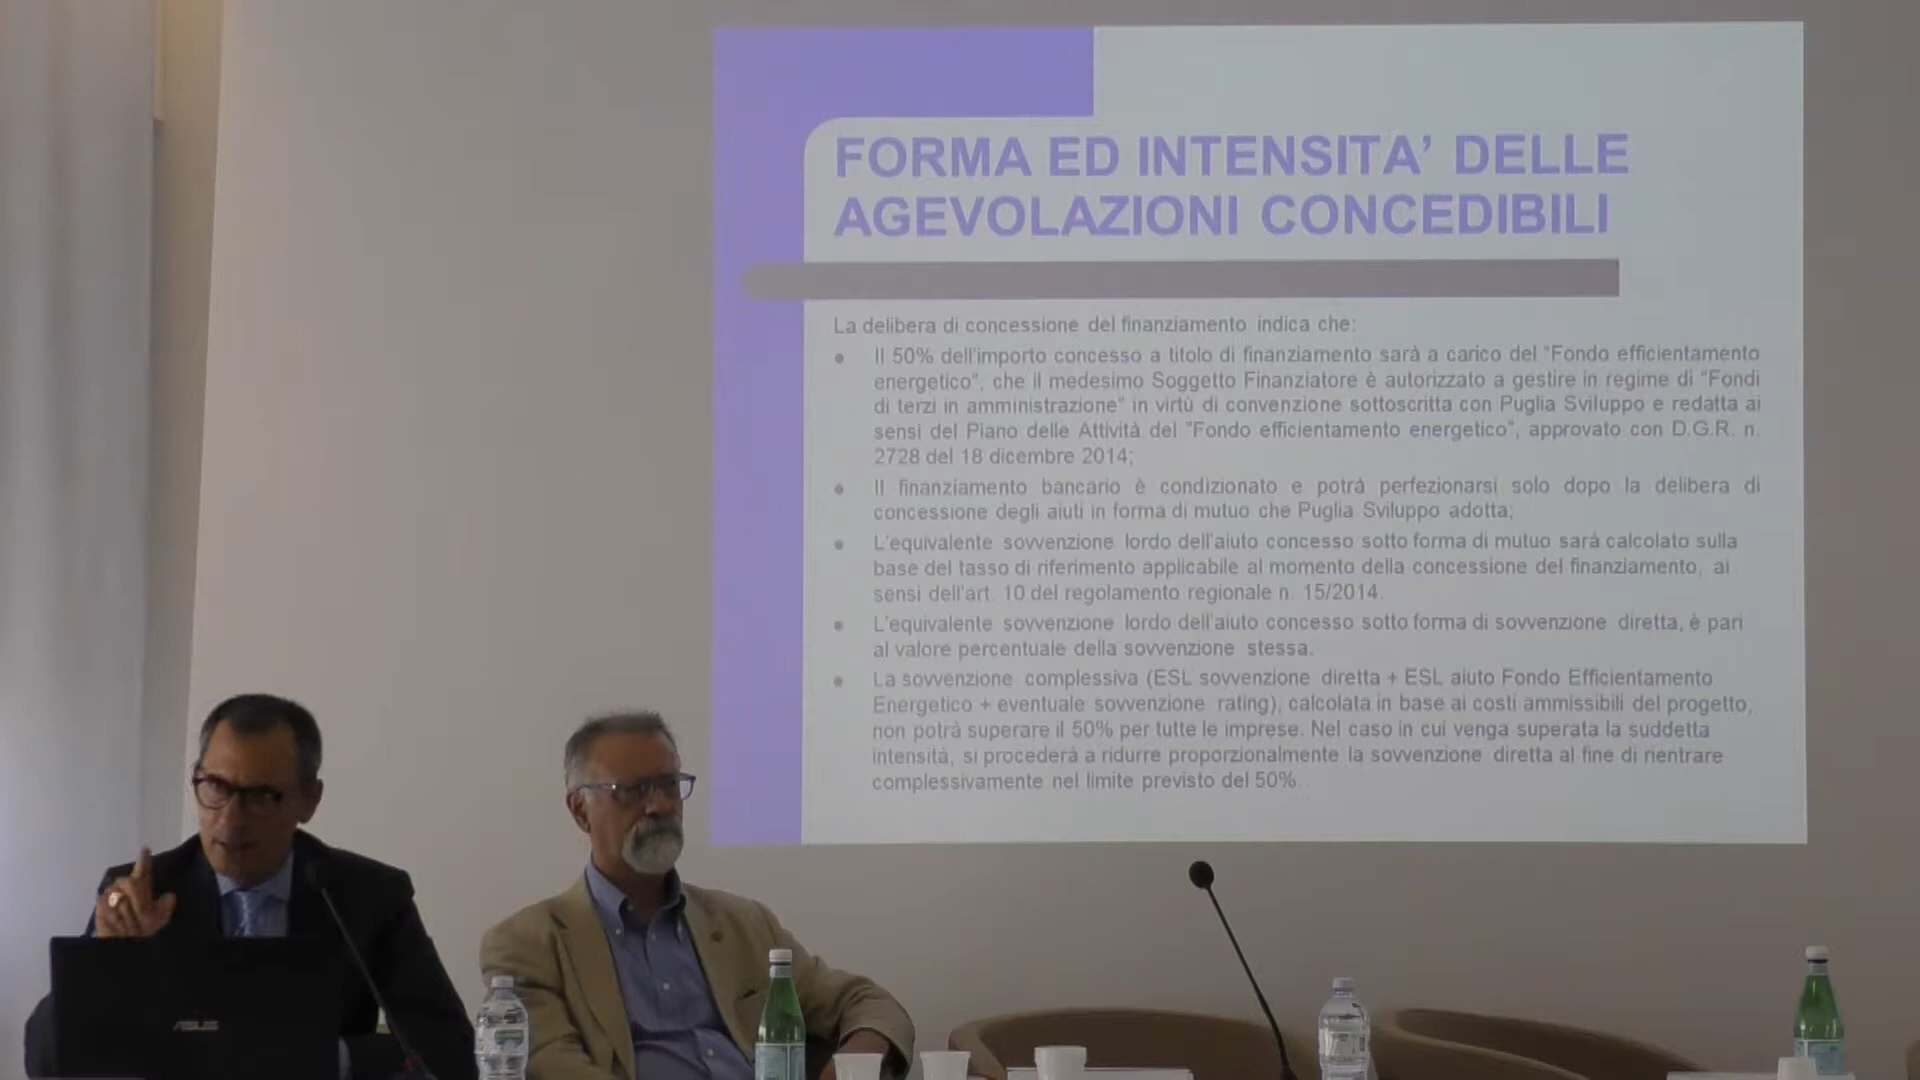 FORMA ED INTENSITA’ DELLE
AGEVOLAZIONI CONCEDIBILI
La delibera di concessione del finanziamento indica che:
● Il 50% dell'importo concesso a titolo di finanziamento sarà a carico del "Fondo efficientamento
energetico", che il medesimo Soggetto Finanziatore è autorizzato a gestire in regime di "Fondi
di terzi in amministrazione" in virtù di convenzione sottoscritta con Puglia Sviluppo e redatta ai
sensi del Piano delle Attività del "Fondo efficientamento energetico", approvato con D.G.R. n.
2728 del 18 dicembre 2014;
● Il finanziamento bancario è condizionato e potrà perfezionarsi solo dopo la delibera di
concessione degli aiuti in forma di mutuo che Puglia Sviluppo adotta;
● L'equivalente sovvenzione lordo dell'aiuto concesso sotto forma di mutuo sarà calcolato sulla
base del tasso di riferimento applicabile al momento della concessione del finanziamento, ai
sensi dell'art. 10 del regolamento regionale n. 15/2014.
● L'equivalente sovvenzione lordo dell'aiuto concesso sotto forma di sovvenzione diretta, è pari
al valore percentuale della sovvenzione stessa.
● La sovvenzione complessiva (ESL sovvenzione diretta + ESL aiuto Fondo Efficientamento
Energetico + eventuale sovvenzione rating), calcolata in base ai costi ammissibili del progetto,
non potrà superare il 50% per tutte le imprese. Nel caso in cui venga superata la suddetta
intensità, si procederà a ridurre proporzionalmente la sovvenzione diretta al fine di rientrare
complessivamente nel limite previsto del 50%.
ASUS